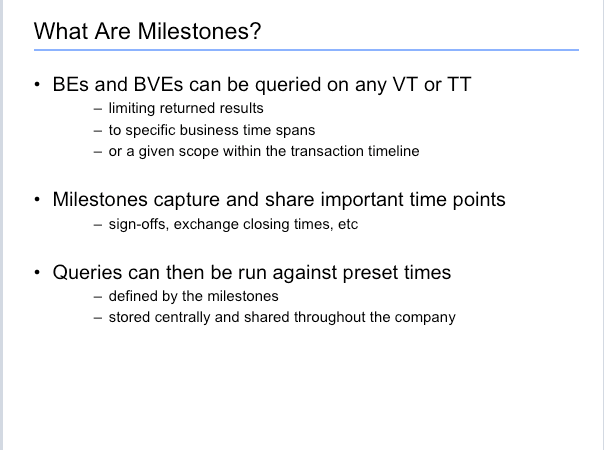 What Are Milestones?
• BEs and BVEs can be queried on any VT or TT
– limiting returned results
– to specific business time spans
– or a given scope within the transaction timeline
• Milestones capture and share important time points
– sign-offs, exchange closing times, etc
• Queries can then be run against preset times
– defined by the milestones
– stored centrally and shared throughout the company